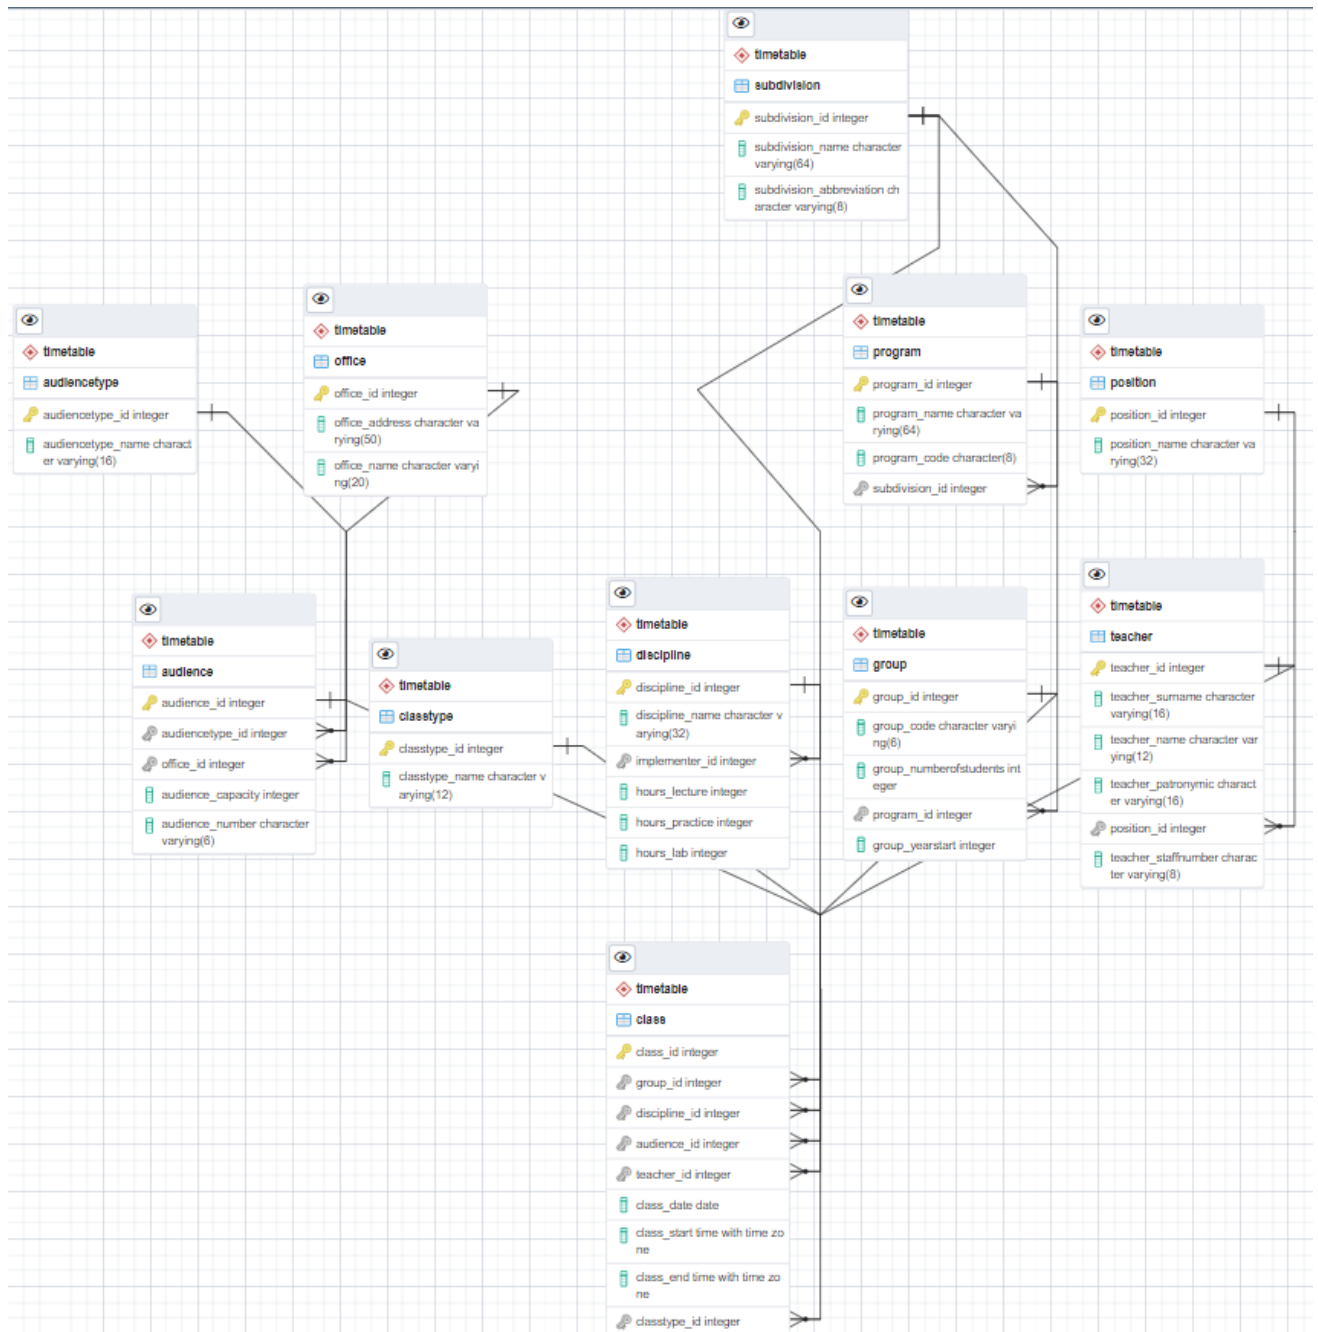 timetable
subdivision
subdivision_id integer
subdivision_name character
varying(64)
subdivision_abbreviation ch
aracter varying(8)
timetable
audiencetype
audiencetype_id integer
audiencetype_name charact
er varying(16)
timetable
office
office_id integer
office_address character va
rying(50)
office_name character varyi
ng(20)
timetable
program
program_id integer
program_name character va
rying(64)
program_code character(8)
subdivision_id integer
timetable
position
position_id integer
position_name character va
rying(32)
timetable
audience
audience_id integer
audiencetype_id integer
office_id integer
audience_capacity integer
audience_number character
varying(6)
timetable
classtype
classtype_id integer
classtype_name character v
arying(12)
timetable
discipline
discipline_id integer
discipline_name character v
arying(32)
implementer_id integer
hours_lecture integer
hours_practice integer
hours_lab integer
timetable
group
group_id integer
group_code character varyi
ng(6)
group_numberofstudents int
eger
program_id integer
group_yearstart integer
timetable
teacher
teacher_id integer
teacher_surname character
varying(16)
teacher_name character var
ying(12)
teacher_patronymic charact
er varying(16)
position_id integer
teacher_staffnumber charac
ter varying(8)
timetable
class
class_id integer
group_id integer
discipline_id integer
audience_id integer
teacher_id integer
class_date date
class_start time with time zo
ne
class_end time with time zo
ne
classtype_id integer